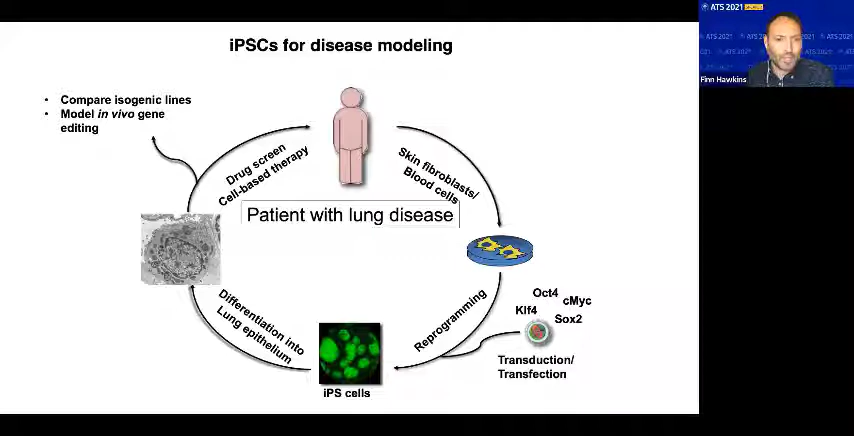 iPSCs for disease modeling
ATS 2021
Finn Hawkins
• Compare isogenic lines
• Model in vivo gene
editing
Drug screen
Cell-based therapy
Skin fibroblasts/
Blood cells
Patient with lung disease
Differentiation into
Lung epithelium
Reprogramming
Oct4
cMyc
Klf4
Sox2
Transduction/
Transfection
iPS cells